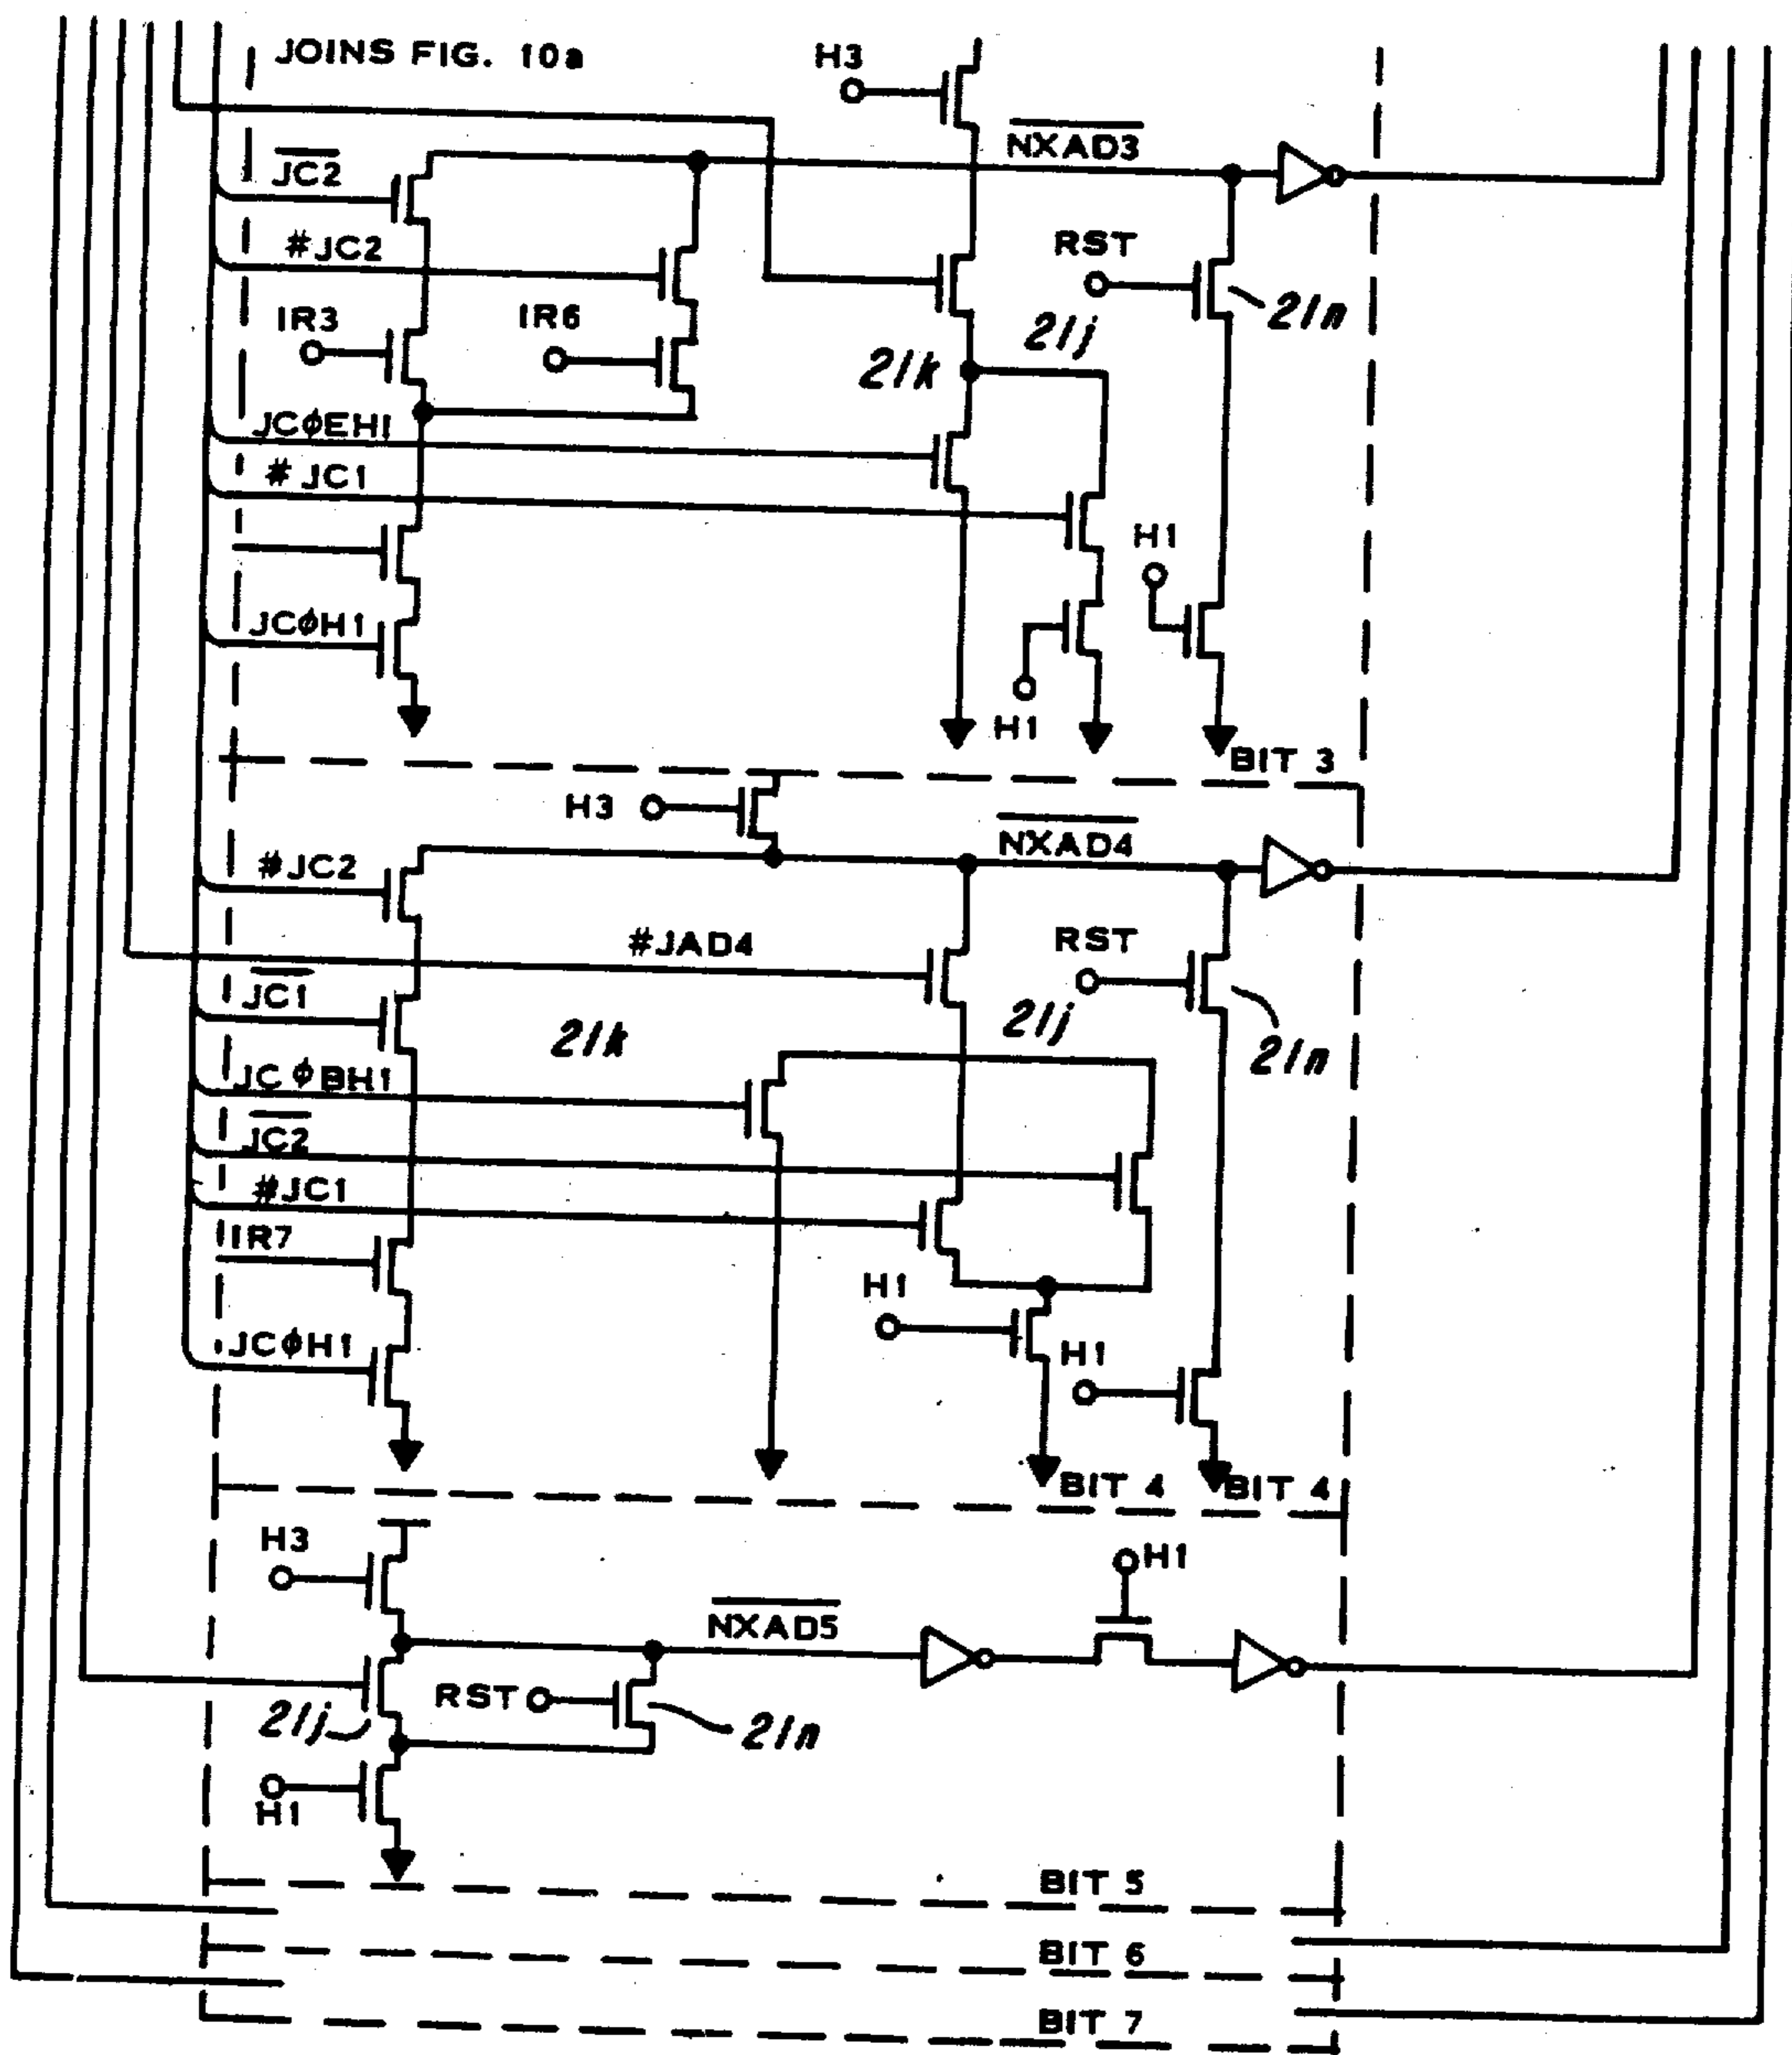 JOINS FIG. 10a
H3
NXAD3
JC2
#JC2
RST
21n
IR3
IR6
21j
21k
JCφEH1
#JC1
H1
JCφH1
H1
BIT 3
H3
NXAD4
#JC2
#JAD4
RST
JC1
21k
21j
21n
JCφBH1
JC2
#JC1
IR7
H1
JCφH1
H1
BIT 4
BIT 4
H3
H1
NXAD5
RST
21j
21n
H1
BIT 5
BIT 6
BIT 7